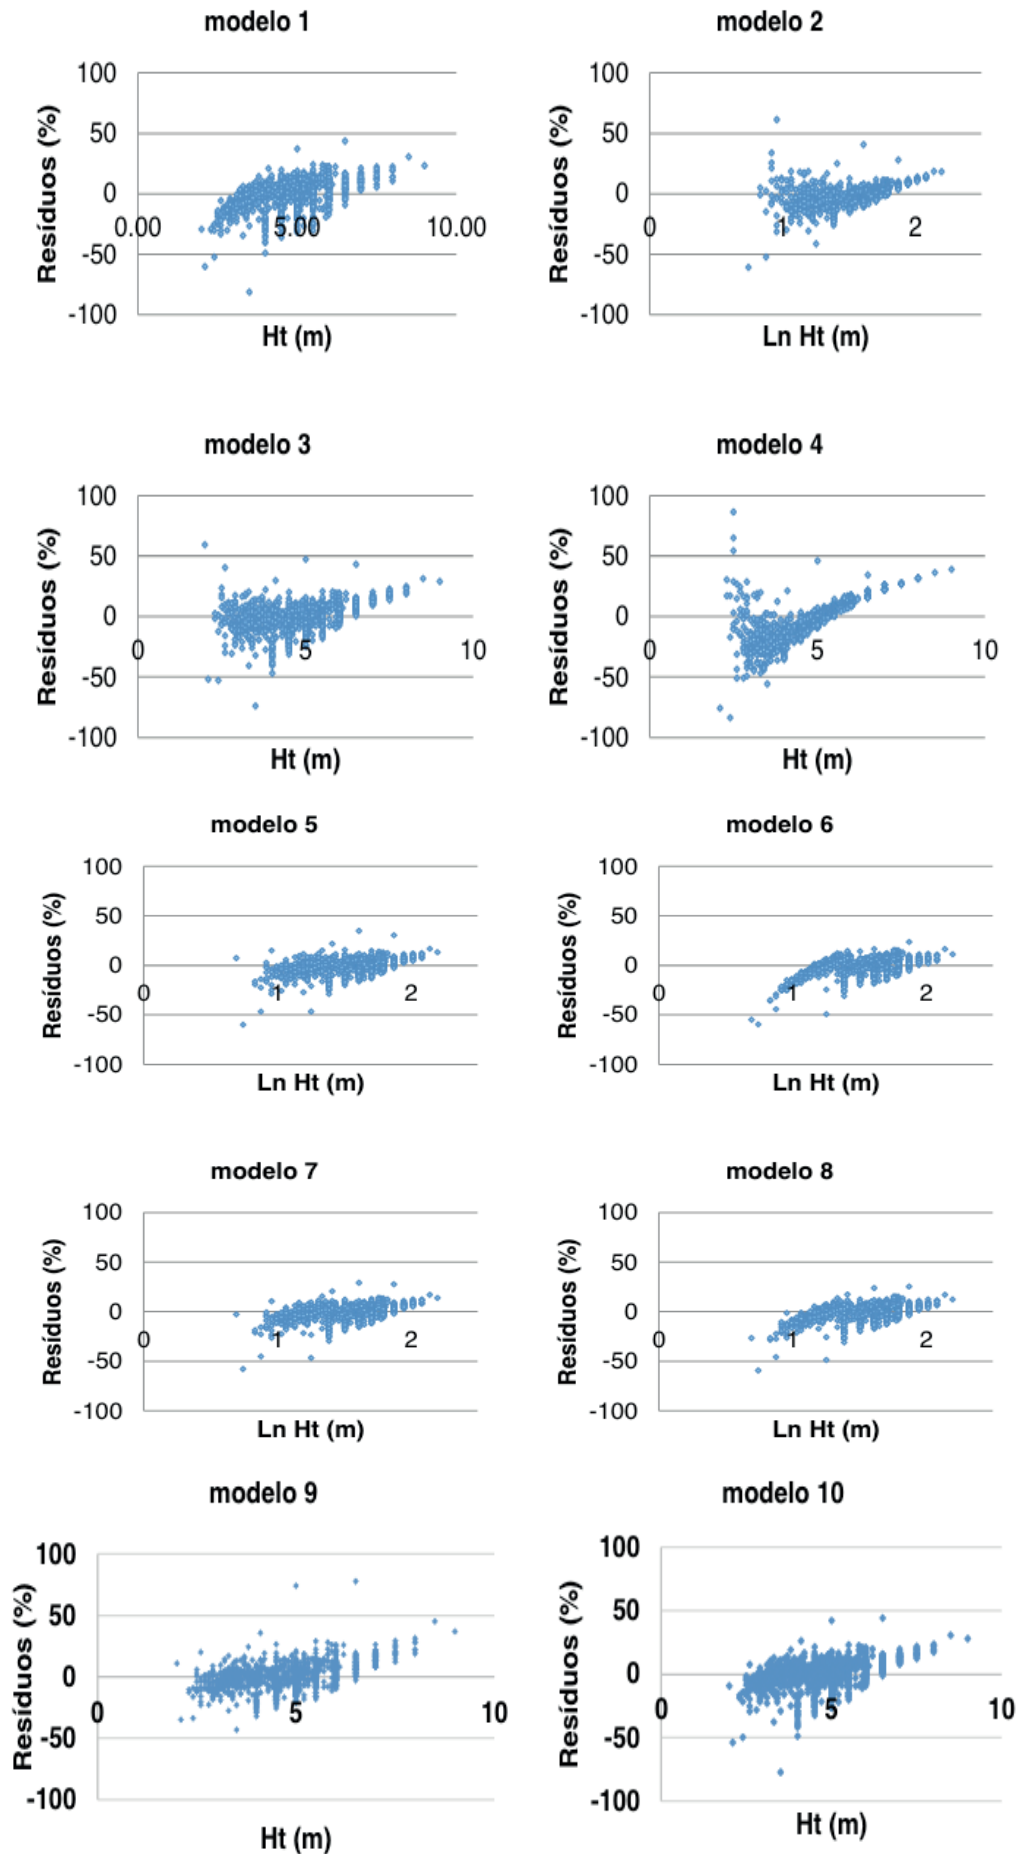 modelo 1
100
50
0
-50
-100
Resíduos (%)
0.00 5.00 10.00
Ht (m)
modelo 2
100
50
0
-50
-100
Resíduos (%)
0 1 2
Ln Ht (m)
modelo 3
100
50
0
-50
-100
Resíduos (%)
0 5 10
Ht (m)
modelo 4
100
50
0
-50
-100
Resíduos (%)
0 5 10
Ht (m)
modelo 5
100
50
0
-50
-100
Resíduos (%)
0 1 2
Ln Ht (m)
modelo 6
100
50
0
-50
-100
Resíduos (%)
0 1 2
Ln Ht (m)
modelo 7
100
50
0
-50
-100
Resíduos (%)
0 1 2
Ln Ht (m)
modelo 8
100
50
0
-50
-100
Resíduos (%)
0 1 2
Ln Ht (m)
modelo 9
100
50
0
-50
-100
Resíduos (%)
0 5 10
Ht (m)
modelo 10
100
50
0
-50
-100
Resíduos (%)
0 5 10
Ht (m)